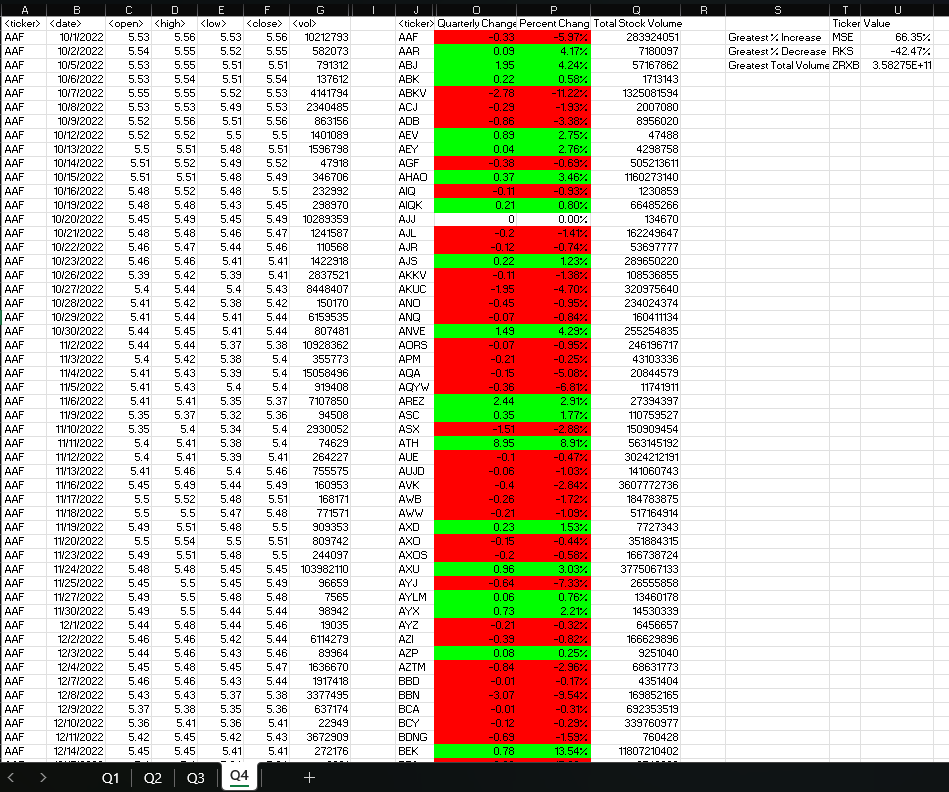 A B C D E F G I J O P Q R S T U
<ticker> <date> <open> <high> <low> <close> <vol> <ticker> Quarterly Change Percent Chang Total Stock Volume Ticker Value
AAF 10/1/2022 5.53 5.56 5.53 5.56 10212793 AAF -0.33 -5.97% 283924051 Greatest % Increase MSE 66.35%
AAF 10/2/2022 5.54 5.55 5.52 5.55 582073 AAR 0.09 4.17% 7180097 Greatest % Decrease RKS -42.47%
AAF 10/5/2022 5.53 5.55 5.51 5.51 791312 ABJ 1.95 4.24% 57167862 Greatest Total Volume ZRXB 3.58275E+11
AAF 10/6/2022 5.53 5.54 5.51 5.54 137612 ABK 0.22 0.58% 1713143
AAF 10/7/2022 5.55 5.55 5.52 5.53 4141794 ABKV -2.76 -11.22% 1325081594
AAF 10/8/2022 5.53 5.53 5.49 5.53 2340485 ACJ -0.29 -1.93% 2007080
AAF 10/9/2022 5.52 5.56 5.51 5.56 863156 ADB -0.86 -3.38% 8956020
AAF 10/12/2022 5.52 5.52 5.5 5.5 1401089 AEV 0.89 2.75% 47488
AAF 10/13/2022 5.5 5.51 5.48 5.51 1596798 AEY 0.04 2.76% 4298758
AAF 10/14/2022 5.51 5.52 5.49 5.52 47918 AGF -0.38 -0.69% 505213611
AAF 10/15/2022 5.51 5.51 5.48 5.49 346706 AHAO 0.37 3.46% 1160273140
AAF 10/16/2022 5.48 5.52 5.48 5.5 232992 AIQ -0.11 -0.93% 1230859
AAF 10/19/2022 5.48 5.48 5.43 5.45 298970 AIQK 0.21 0.80% 66485266
AAF 10/20/2022 5.45 5.49 5.45 5.49 10289359 AJJ 0 0.00% 134670
AAF 10/21/2022 5.48 5.48 5.46 5.47 1241587 AJL -0.2 -1.41% 162249647
AAF 10/22/2022 5.46 5.47 5.44 5.46 110568 AJR -0.12 -0.74% 53697777
AAF 10/23/2022 5.46 5.46 5.41 5.41 1422918 AJS 0.22 1.23% 289650220
AAF 10/26/2022 5.39 5.42 5.39 5.41 2837521 AKKV -0.11 -1.38% 108536855
AAF 10/27/2022 5.4 5.44 5.4 5.43 8448407 AKUC -1.95 -4.70% 320975640
AAF 10/28/2022 5.41 5.42 5.38 5.42 150170 ANO -0.45 -0.95% 234024374
AAF 10/29/2022 5.41 5.44 5.41 5.44 6159535 ANQ -0.07 -0.84% 160411134
AAF 10/30/2022 5.44 5.45 5.41 5.44 807481 ANVE 1.49 4.29% 255254835
AAF 11/2/2022 5.44 5.44 5.37 5.38 10928362 AORS -0.07 -0.95% 246196717
AAF 11/3/2022 5.4 5.42 5.38 5.4 355773 APM -0.21 -0.25% 43103336
AAF 11/4/2022 5.41 5.43 5.39 5.4 15058496 AQA -0.15 -5.08% 20844579
AAF 11/5/2022 5.41 5.43 5.4 5.4 919408 AQYW -0.36 -6.81% 11741911
AAF 11/6/2022 5.41 5.41 5.35 5.37 7107850 AREZ 2.44 2.91% 27394397
AAF 11/9/2022 5.35 5.37 5.32 5.36 94508 ASC 0.35 1.77% 110759527
AAF 11/10/2022 5.35 5.4 5.34 5.4 2930052 ASX -1.51 -2.88% 150909454
AAF 11/11/2022 5.4 5.41 5.38 5.4 74629 ATH 8.95 8.91% 563145192
AAF 11/12/2022 5.4 5.41 5.39 5.41 264227 AUE -0.1 -0.47% 3024212191
AAF 11/13/2022 5.41 5.46 5.4 5.46 755575 AUJD -0.06 -1.03% 141060743
AAF 11/16/2022 5.45 5.49 5.44 5.49 160953 AVK -0.4 -2.84% 3607772736
AAF 11/17/2022 5.5 5.52 5.48 5.51 168171 AWB -0.26 -1.72% 184783875
AAF 11/18/2022 5.5 5.5 5.47 5.48 771571 AWW -0.21 -1.09% 517164914
AAF 11/19/2022 5.49 5.51 5.48 5.5 909353 AXD 0.23 1.53% 7727343
AAF 11/20/2022 5.5 5.54 5.5 5.51 809742 AXO -0.15 -0.44% 351884315
AAF 11/23/2022 5.49 5.51 5.48 5.5 244097 AXOS -0.2 -0.58% 166738724
AAF 11/24/2022 5.48 5.48 5.45 5.45 103982110 AXU 0.96 3.03% 3775067133
AAF 11/25/2022 5.45 5.5 5.45 5.49 96659 AYJ -0.64 -7.33% 26555858
AAF 11/27/2022 5.49 5.5 5.48 5.48 7565 AYLM 0.06 0.76% 13460178
AAF 11/30/2022 5.49 5.5 5.44 5.44 98942 AYX 0.73 2.21% 14530339
AAF 12/1/2022 5.44 5.48 5.44 5.46 19035 AYZ -0.21 -0.32% 6456657
AAF 12/2/2022 5.46 5.46 5.42 5.44 6114279 AZI -0.39 -0.82% 166629896
AAF 12/3/2022 5.44 5.46 5.43 5.46 89964 AZP 0.08 0.25% 9251040
AAF 12/4/2022 5.45 5.48 5.45 5.47 1636670 AZTM -0.84 -2.96% 68631773
AAF 12/7/2022 5.46 5.46 5.43 5.44 1917418 BBD -0.01 -0.17% 4351404
AAF 12/8/2022 5.43 5.43 5.37 5.38 3377495 BBN -3.07 -9.54% 169852165
AAF 12/9/2022 5.37 5.38 5.35 5.36 637174 BCA -0.01 -0.31% 692353519
AAF 12/10/2022 5.36 5.41 5.36 5.41 22949 BCY -0.12 -0.29% 339760977
AAF 12/11/2022 5.42 5.45 5.42 5.43 3672909 BDNG -0.69 -1.59% 760428
AAF 12/14/2022 5.45 5.45 5.41 5.41 272176 BEK 0.78 13.54% 11807210402
Q1 Q2 Q3 Q4 +